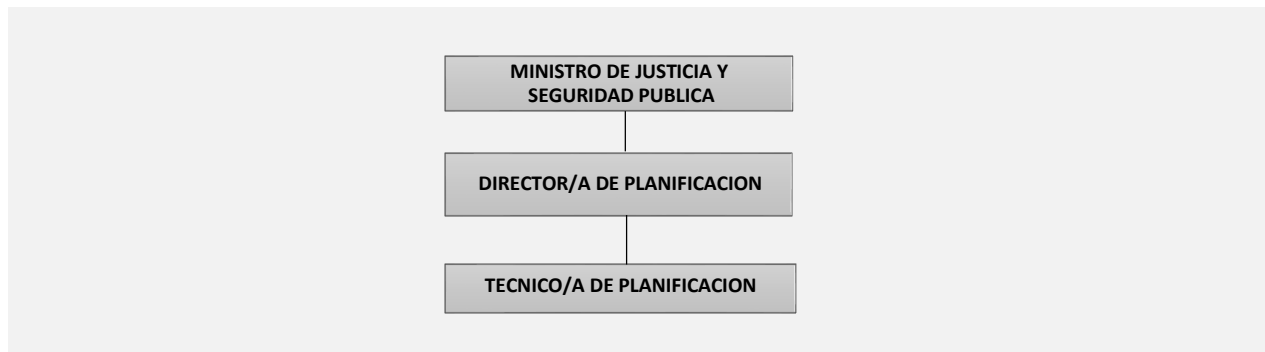 MINISTRO DE JUSTICIA Y
SEGURIDAD PUBLICA
DIRECTOR/A DE PLANIFICACION
TECNICO/A DE PLANIFICACION